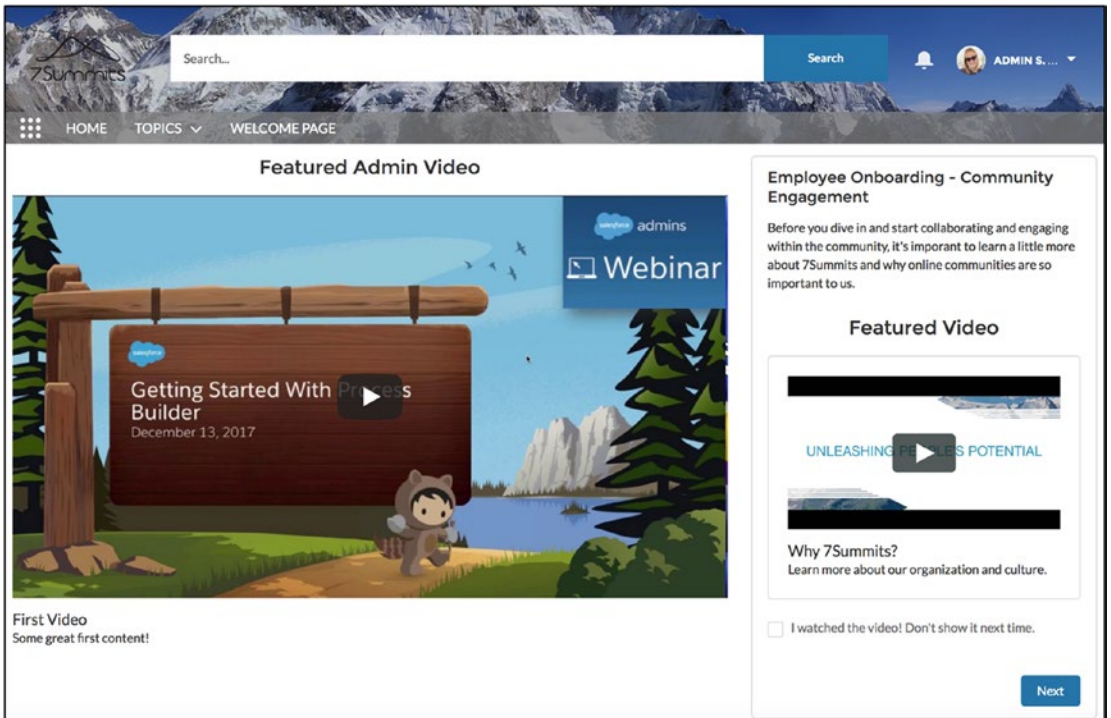 7Summits
Search...
Search
ADMIN S. ...
HOME
TOPICS
WELCOME PAGE
Featured Admin Video
salesforce
admins
Webinar
salesforce
Getting Started With Process
Builder
December 13, 2017
First Video
Some great first content!
Employee Onboarding - Community
Engagement
Before you dive in and start collaborating and engaging
within the community, it's imporant to learn a little more
about 7Summits and why online communities are so
important to us.
Featured Video
UNLEASHING PEOPLE'S POTENTIAL
Why 7Summits?
Learn more about our organization and culture.
I watched the video! Don't show it next time.
Next